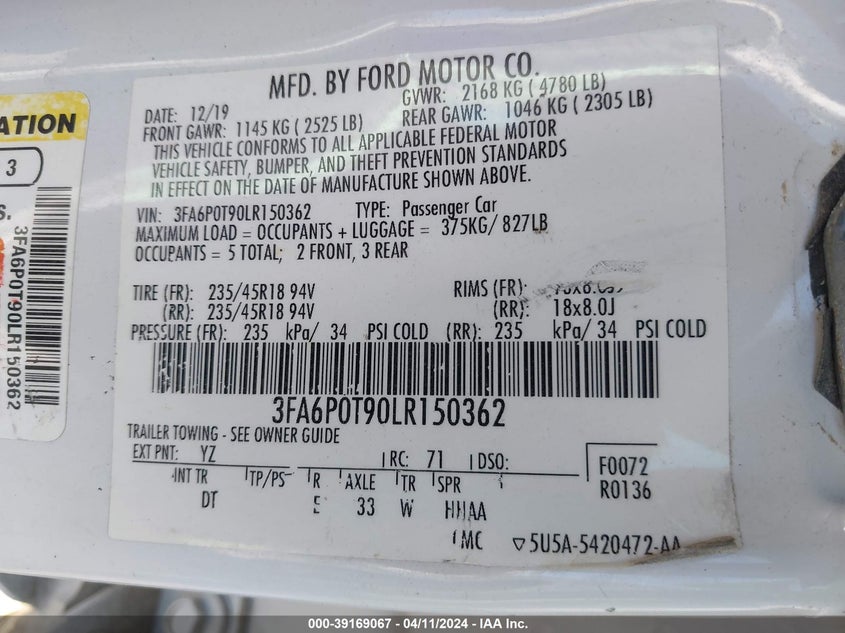 MFD. BY FORD MOTOR CO.
DATE: 12/19 GVWR: 2168 KG ( 4780 LB)
FRONT GAWR: 1145 KG ( 2525 LB) REAR GAWR: 1046 KG ( 2305 LB)
THIS VEHICLE CONFORMS TO ALL APPLICABLE FEDERAL MOTOR
VEHICLE SAFETY, BUMPER, AND THEFT PREVENTION STANDARDS
IN EFFECT ON THE DATE OF MANUFACTURE SHOWN ABOVE.
VIN: 3FA6P0T90LR150362 TYPE: Passenger Car
MAXIMUM LOAD = OCCUPANTS + LUGGAGE = 375KG/ 827LB
OCCUPANTS = 5 TOTAL; 2 FRONT, 3 REAR
TIRE (FR): 235/45R18 94V RIMS (FR):
(RR): 235/45R18 94V (RR): 18x8.0J
PRESSURE (FR): 235 kPa/ 34 PSI COLD (RR): 235 kPa/ 34 PSI COLD
3FA6P0T90LR150362
TRAILER TOWING - SEE OWNER GUIDE
EXT PNT: YZ RC: 71 DSO: F0072
INT TR TP/PS R AXLE TR SPR R0136
DT 33 W HHAA
MC 5U5A-5420472-AA
ATION
3
S.
3FA6P0T90LR150362
000-39169067 / 04/11/2024 - IAA Inc.